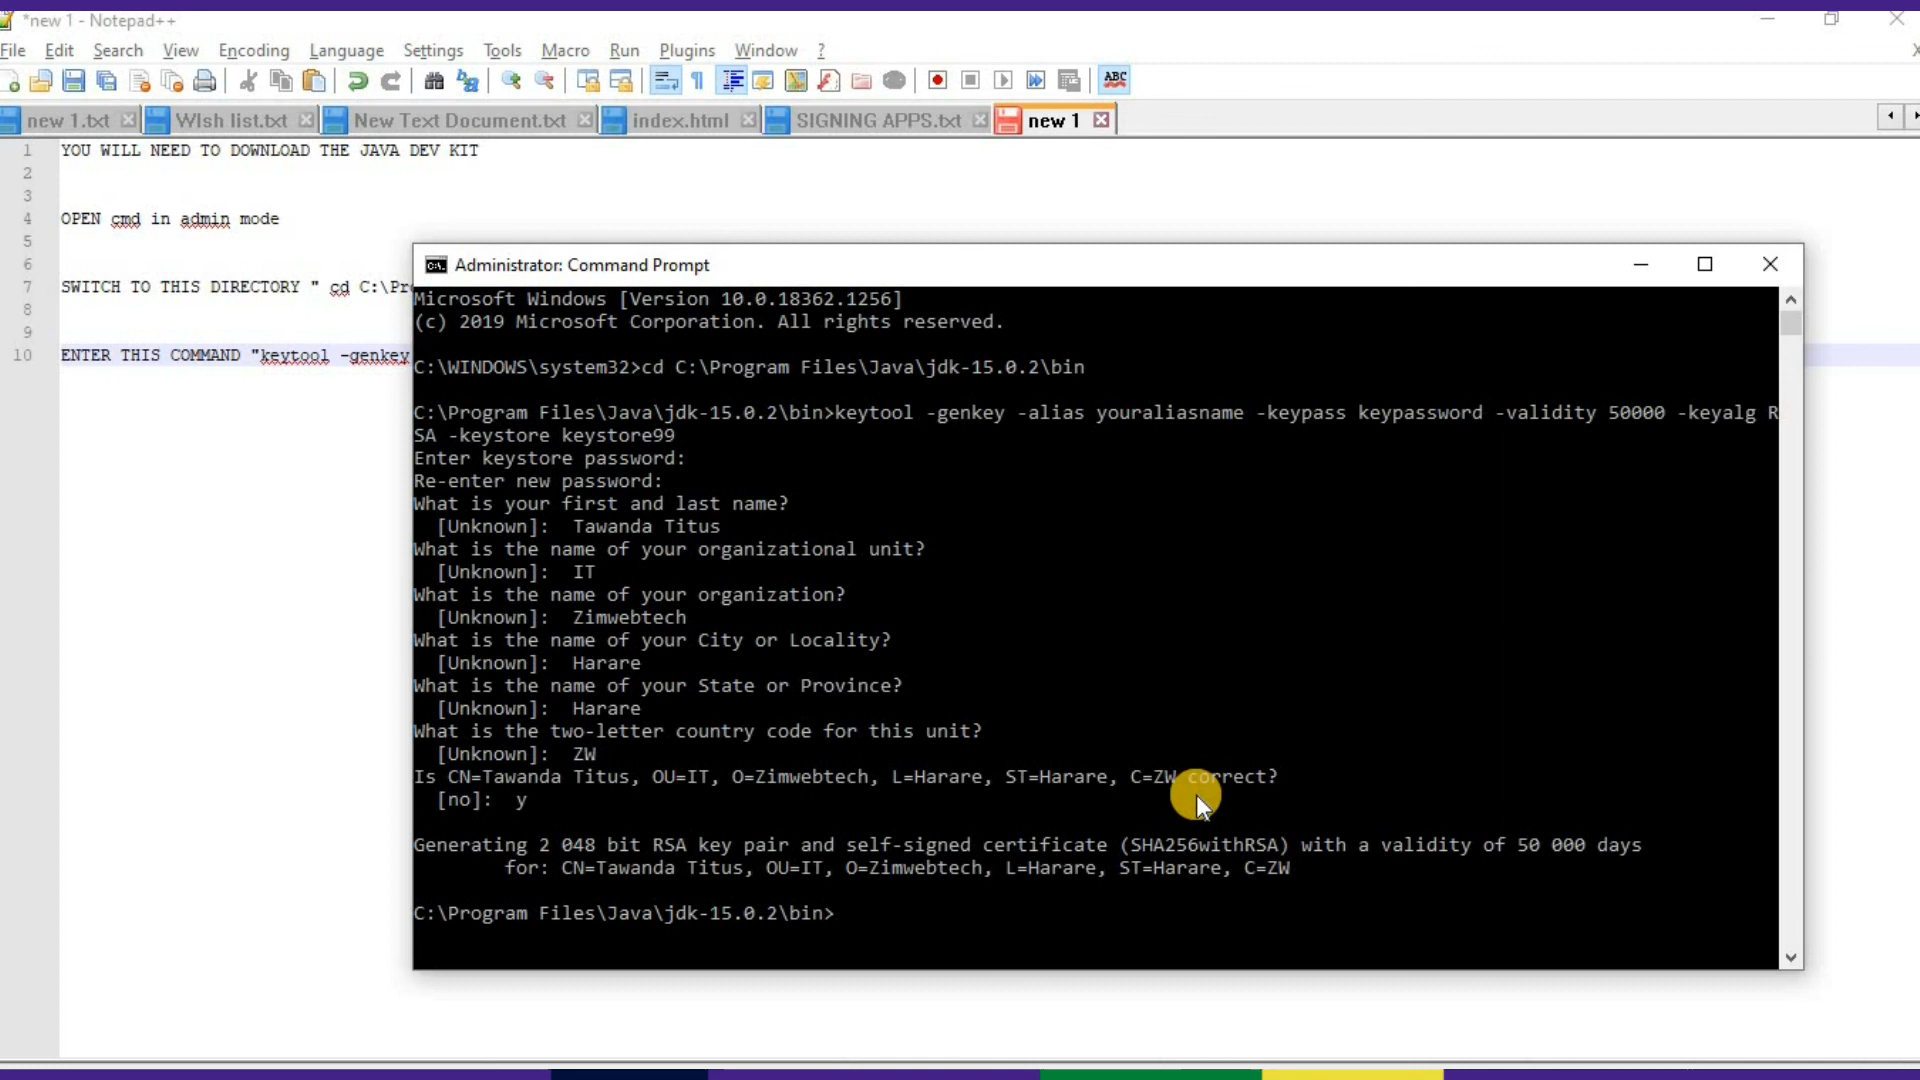 *new 1 - Notepad++
File Edit Search View Encoding Language Settings Tools Macro Run Plugins Window ?
ABC
new 1.txt WIsh list.txt New Text Document.txt index.html SIGNING APPS.txt new 1
1 YOU WILL NEED TO DOWNLOAD THE JAVA DEV KIT
2
3
4 OPEN cmd in admin mode
5
6
7 SWITCH TO THIS DIRECTORY " cd C:\Pro
8
9
10 ENTER THIS COMMAND "keytool -genkey
Administrator: Command Prompt
Microsoft Windows [Version 10.0.18362.1256]
(c) 2019 Microsoft Corporation. All rights reserved.
C:\WINDOWS\system32>cd C:\Program Files\Java\jdk-15.0.2\bin
C:\Program Files\Java\jdk-15.0.2\bin>keytool -genkey -alias youraliasname -keypass keypassword -validity 50000 -keyalg R
SA -keystore keystore99
Enter keystore password:
Re-enter new password:
What is your first and last name?
[Unknown]: Tawanda Titus
What is the name of your organizational unit?
[Unknown]: IT
What is the name of your organization?
[Unknown]: Zimwebtech
What is the name of your City or Locality?
[Unknown]: Harare
What is the name of your State or Province?
[Unknown]: Harare
What is the two-letter country code for this unit?
[Unknown]: ZW
Is CN=Tawanda Titus, OU=IT, O=Zimwebtech, L=Harare, ST=Harare, C=ZW correct?
[no]: y
Generating 2 048 bit RSA key pair and self-signed certificate (SHA256withRSA) with a validity of 50 000 days
for: CN=Tawanda Titus, OU=IT, O=Zimwebtech, L=Harare, ST=Harare, C=ZW
C:\Program Files\Java\jdk-15.0.2\bin>